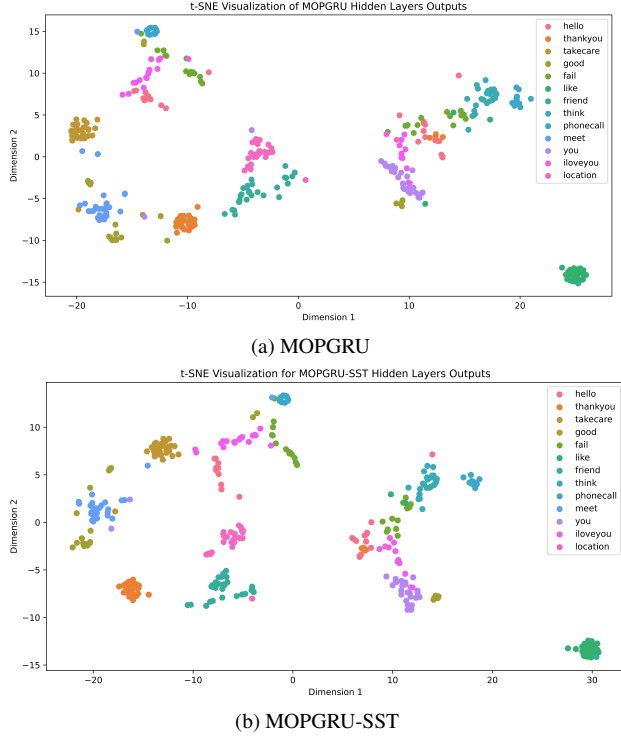 t-SNE Visualization of MOPGRU Hidden Layers Outputs
15
10
5
0
−5
−10
−15
Dimension 2
−20
−10
0
10
20
Dimension 1
hello
thankyou
takecare
good
fail
like
friend
think
phonecall
meet
you
iloveyou
location
(a) MOPGRU
t-SNE Visualization for MOPGRU-SST Hidden Layers Outputs
10
5
0
−5
−10
−15
Dimension 2
−20
−10
0
10
20
30
Dimension 1
hello
thankyou
takecare
good
fail
like
friend
think
phonecall
meet
you
iloveyou
location
(b) MOPGRU-SST